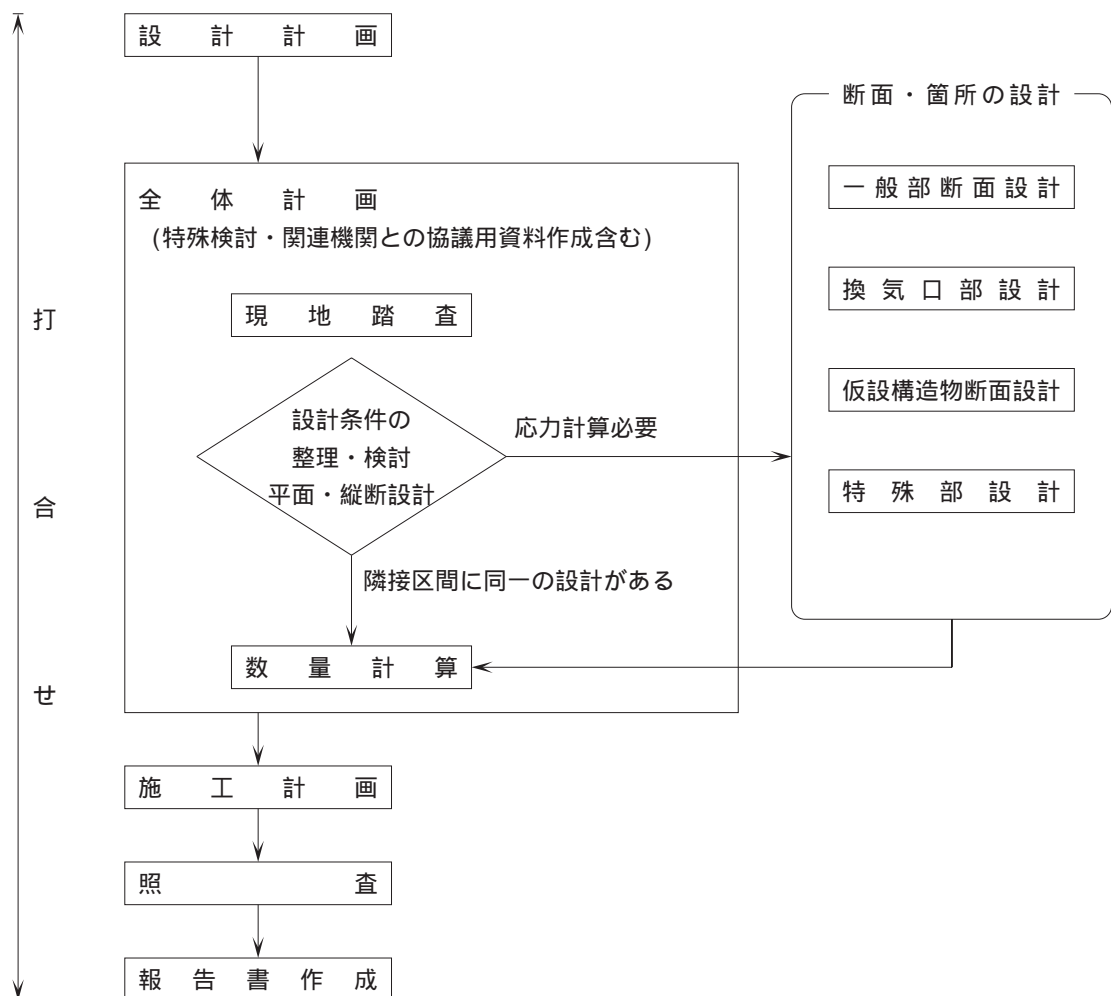 設計計画
全体計画
(特殊検討・関連機関との協議用資料作成含む)
現地踏査
設計条件の
整理・検討
平面・縦断設計
応力計算必要
隣接区間に同一の設計がある
数量計算
断面・箇所の設計
一般部断面設計
換気口部設計
仮設構造物断面設計
特殊部設計
施工計画
照査
報告書作成
打合せ